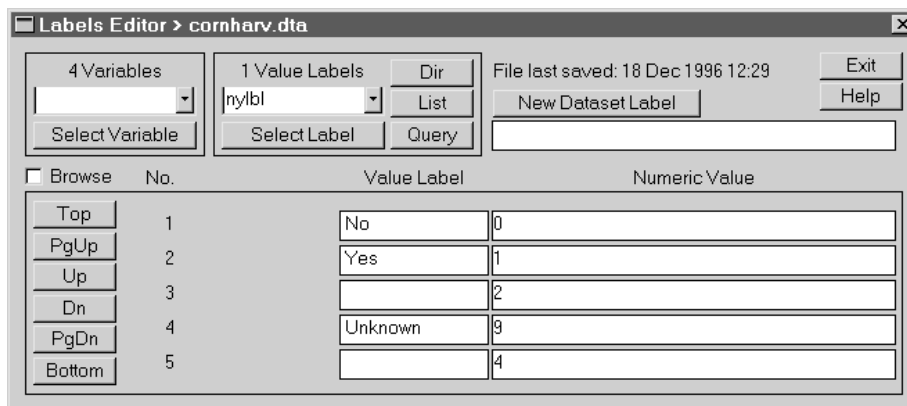 Labels Editor > cornharv.dta
4 Variables
Select Variable
1 Value Labels
nylbl
Select Label
Dir
List
Query
File last saved: 18 Dec 1996 12:29
New Dataset Label
Exit
Help
Browse No. Value Label Numeric Value
Top
PgUp
Up
Dn
PgDn
Bottom
1 No 0
2 Yes 1
3 2
4 Unknown 9
5 4